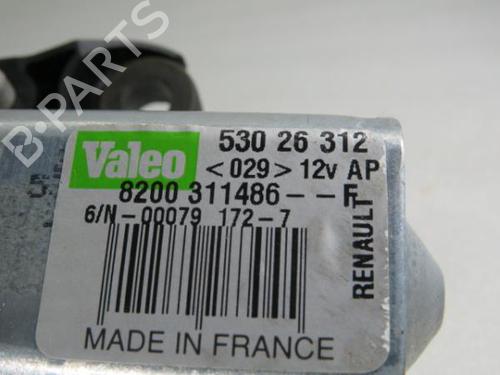 B-PARTS
Valeo
530 26 312
<029> 12v AP
8200 311486--F
6/N-00079 172-7
RENAULT
MADE IN FRANCE